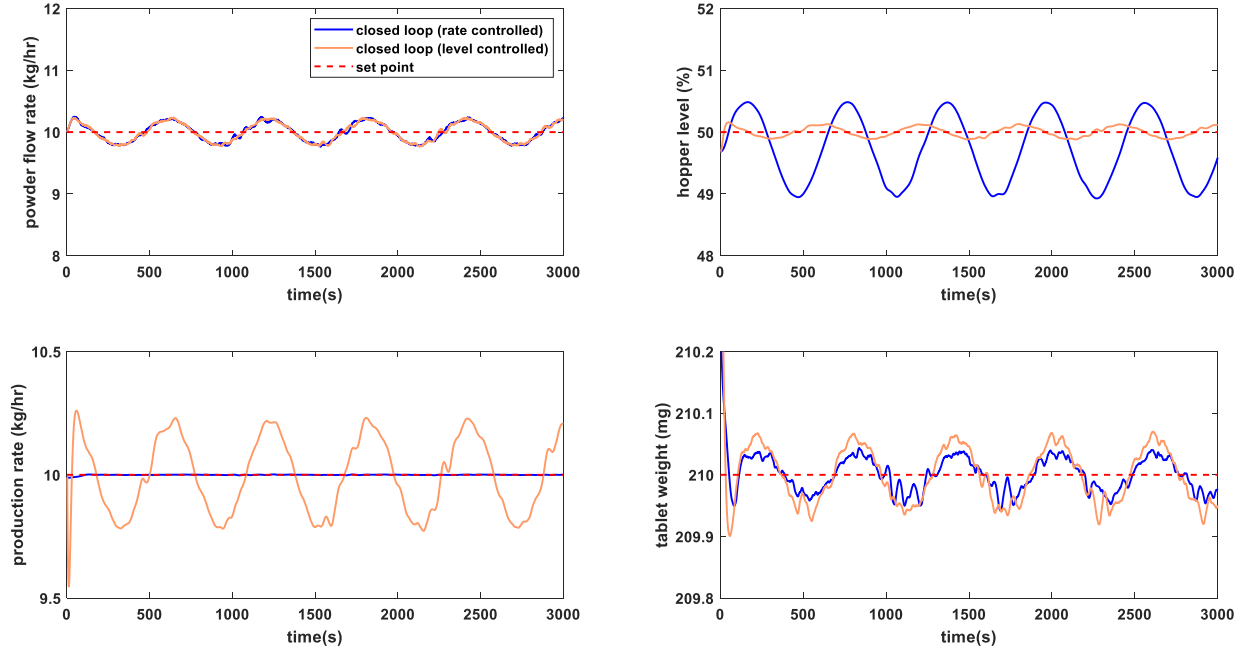 12
11
10
9
8
powder flow rate (kg/hr)
closed loop (rate controlled)
closed loop (level controlled)
set point
0 500 1000 1500 2000 2500 3000
time(s)
52
51
50
49
48
hopper level (%)
0 500 1000 1500 2000 2500 3000
time(s)
10.5
10
9.5
production rate (kg/hr)
0 500 1000 1500 2000 2500 3000
time(s)
210.2
210.1
210
209.9
209.8
tablet weight (mg)
0 500 1000 1500 2000 2500 3000
time(s)